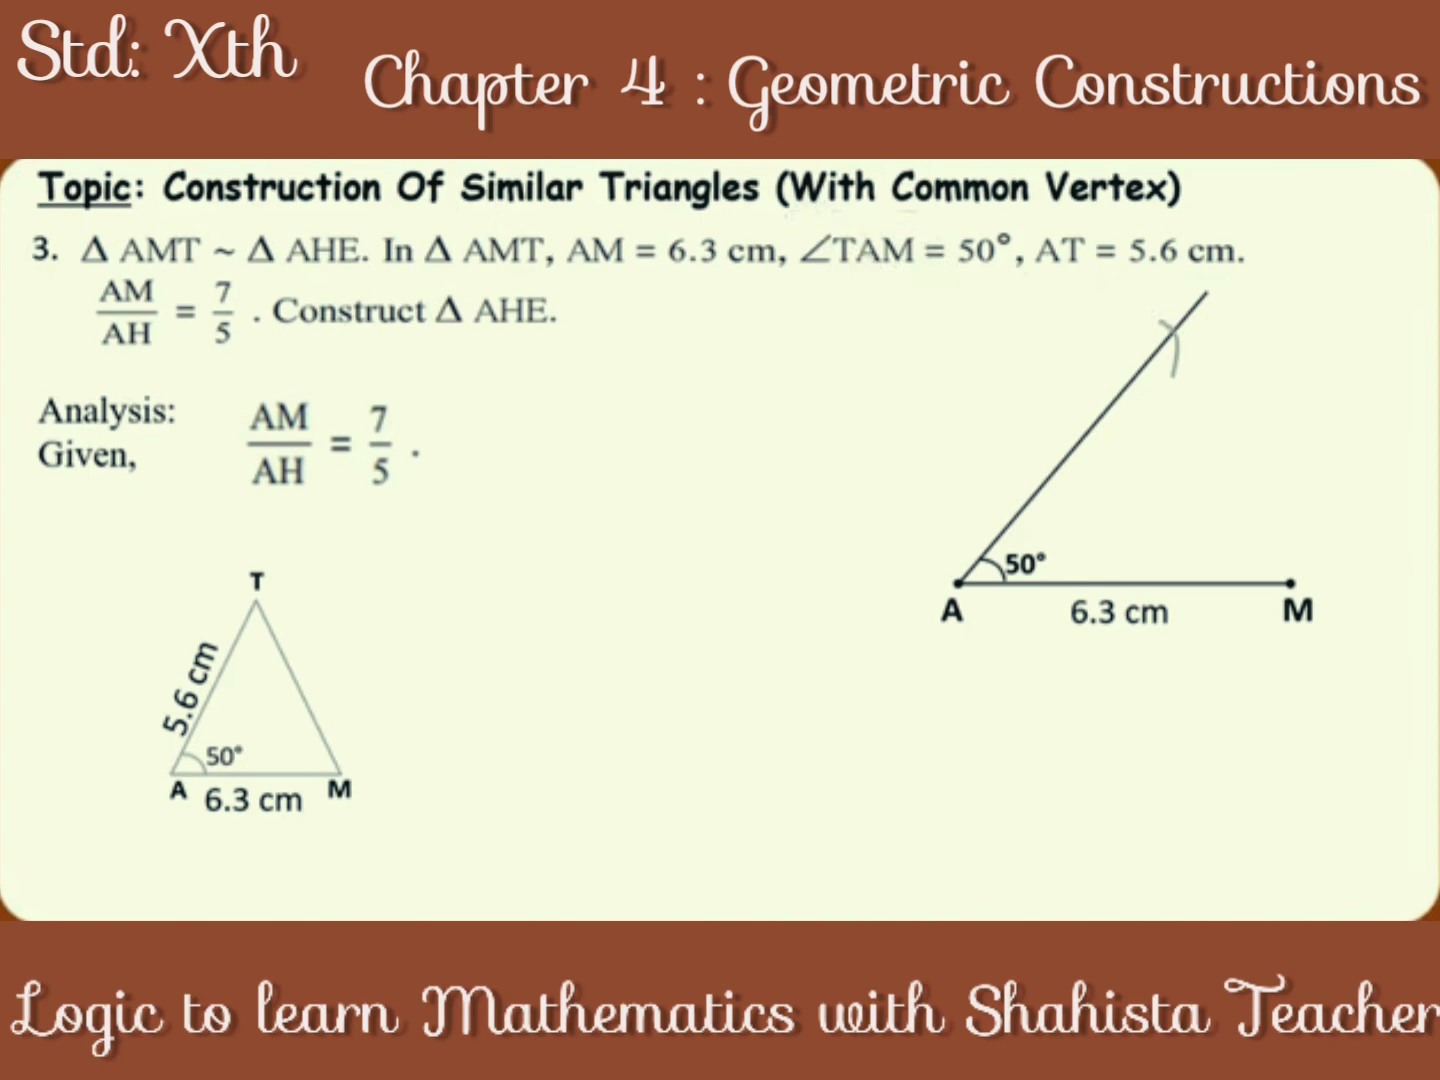 Std: Xth
Chapter 4 : Geometric Constructions
Topic: Construction Of Similar Triangles (With Common Vertex)
3. Δ AMT ~ Δ AHE. In Δ AMT, AM = 6.3 cm, ∠TAM = 50°, AT = 5.6 cm.
AM/AH = 7/5 . Construct Δ AHE.
Analysis:
Given,
AM/AH = 7/5 .
50°
A
6.3 cm
M
T
5.6 cm
50°
A
6.3 cm
M
Logic to learn Mathematics with Shahista Teacher